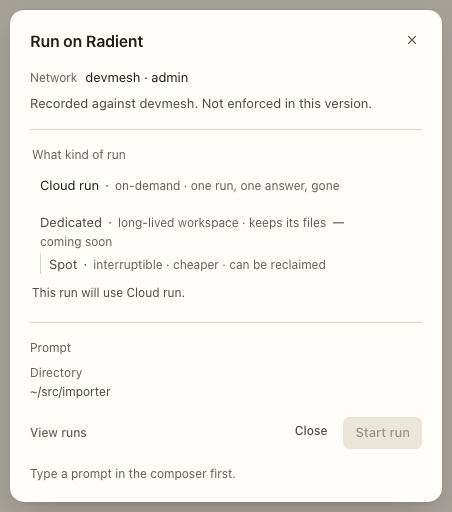 Run on Radient ×
Network devmesh · admin
Recorded against devmesh. Not enforced in this version.
What kind of run
Cloud run · on-demand · one run, one answer, gone
Dedicated · long-lived workspace · keeps its files —
coming soon
Spot · interruptible · cheaper · can be reclaimed
This run will use Cloud run.
Prompt
Directory
~/src/importer
View runs Close Start run
Type a prompt in the composer first.